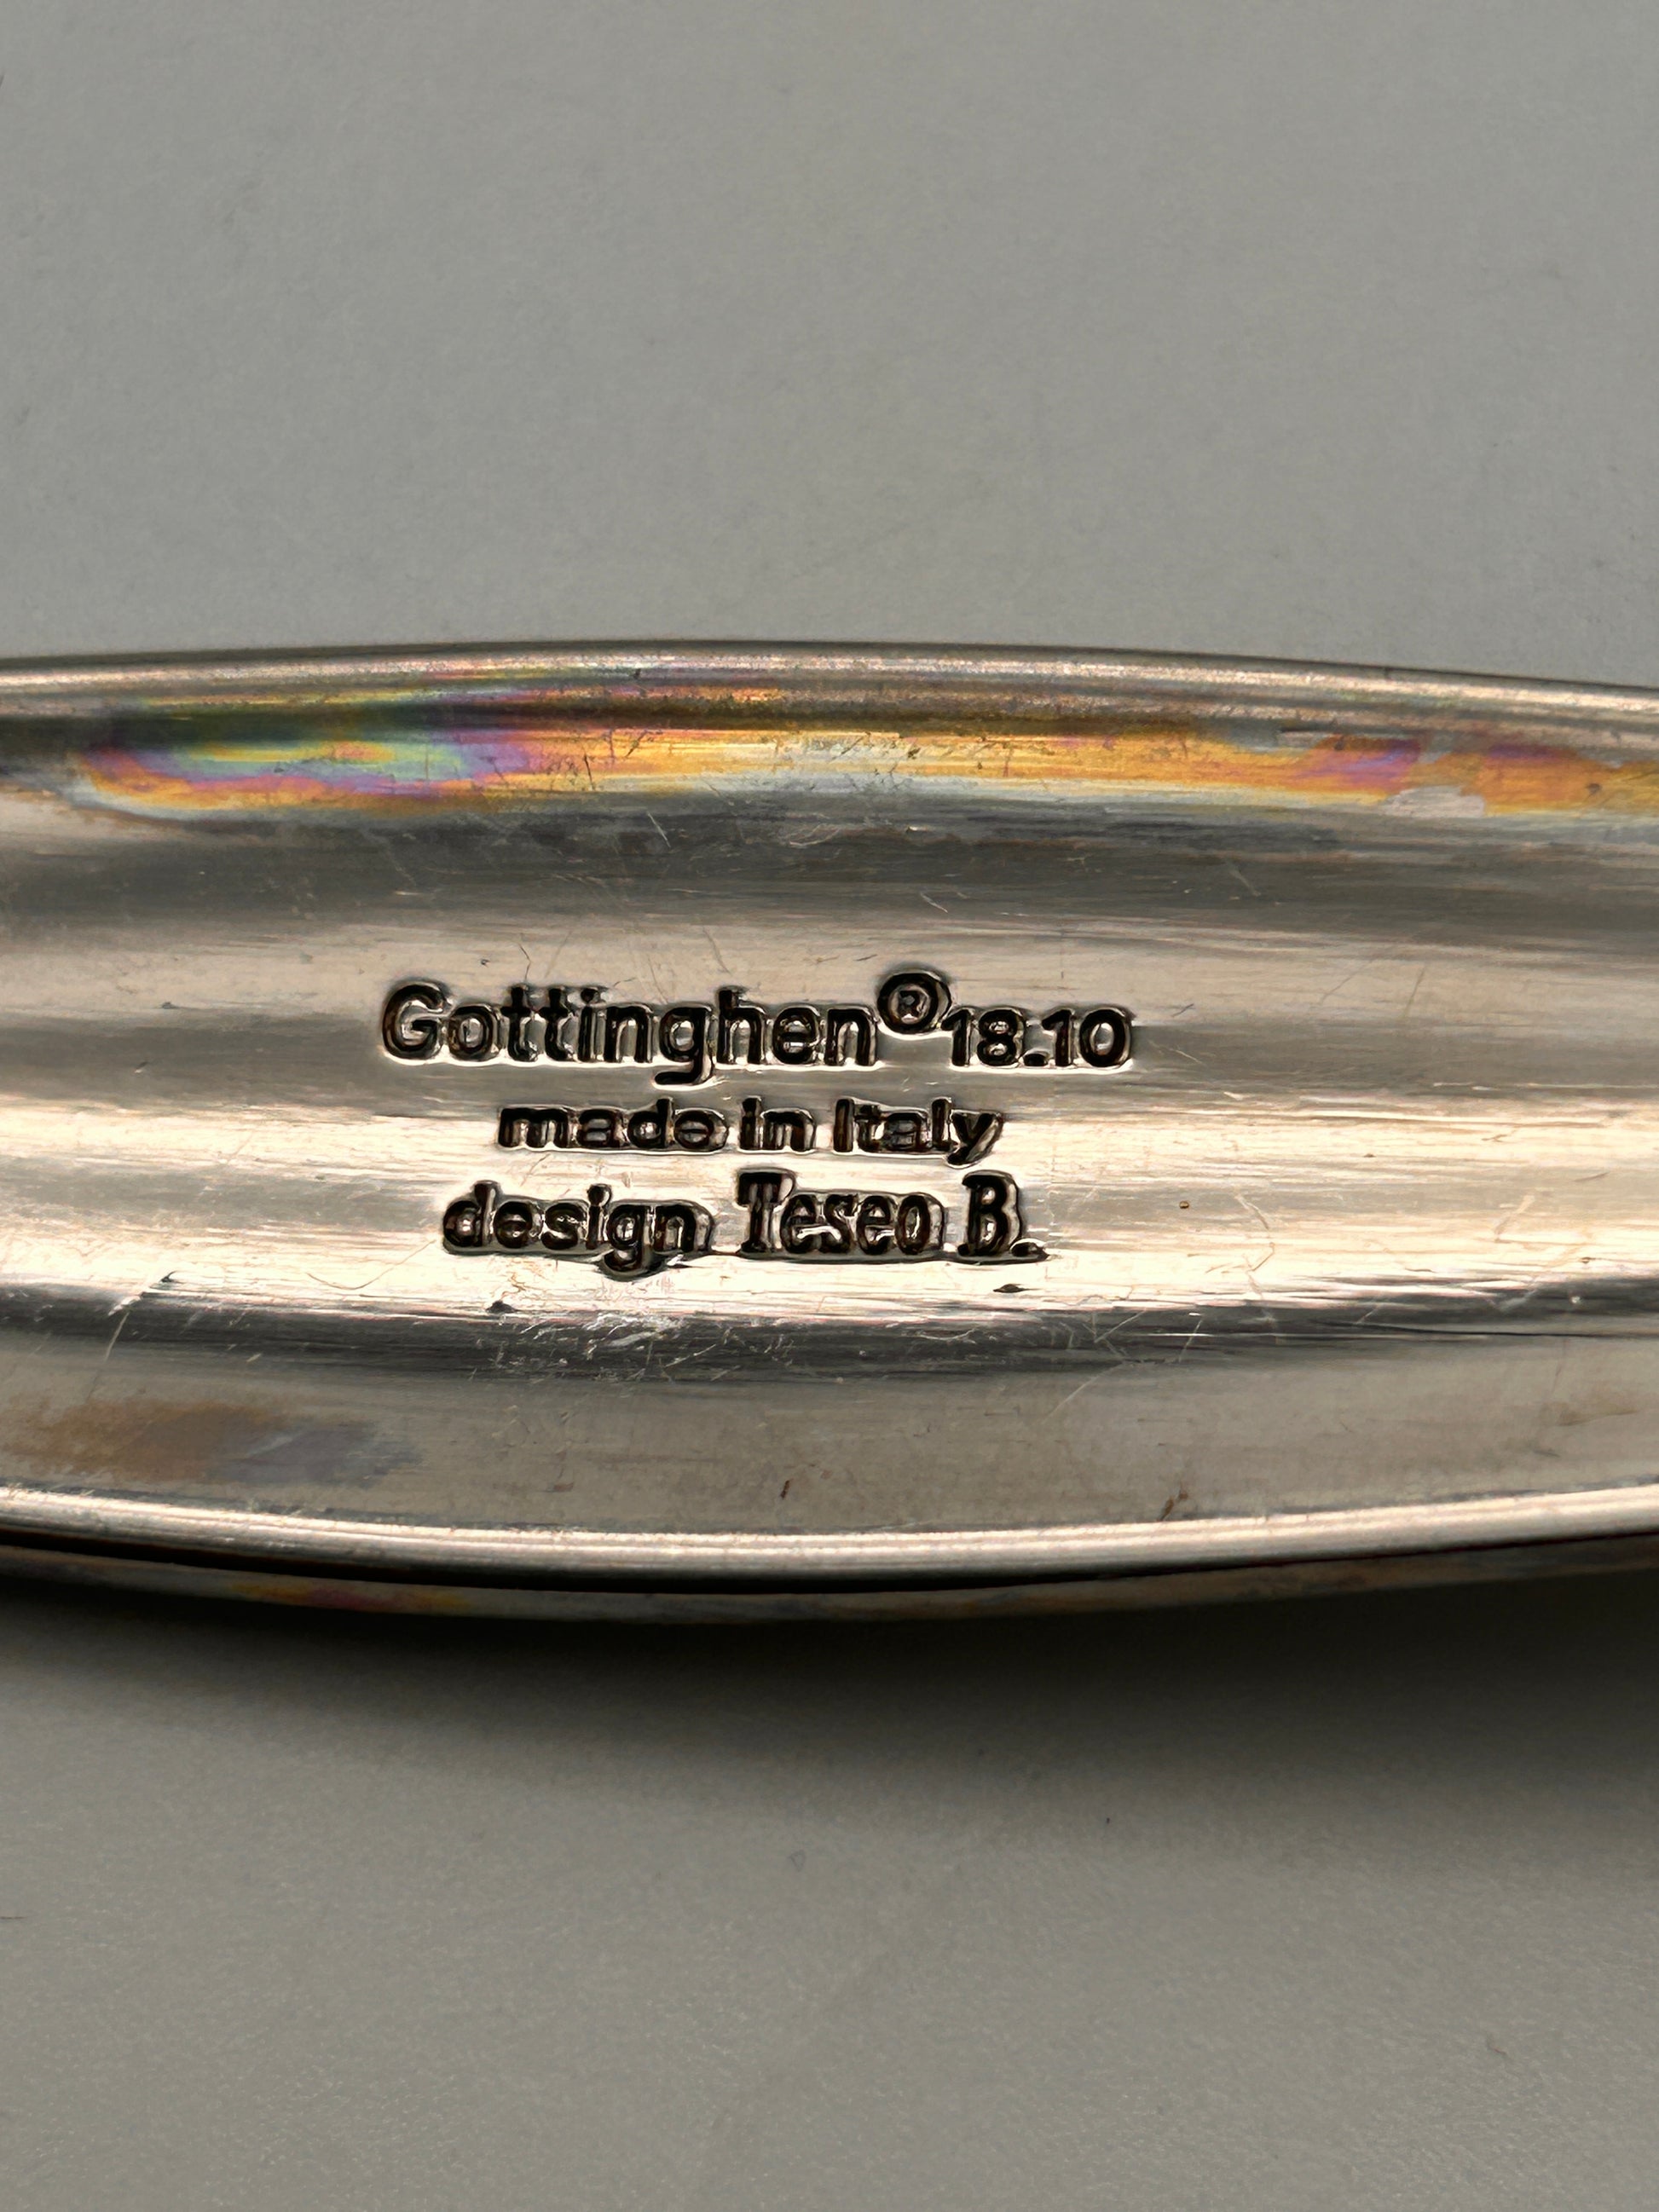 Gottinghen® 18.10
made in Italy
design Teseo B.